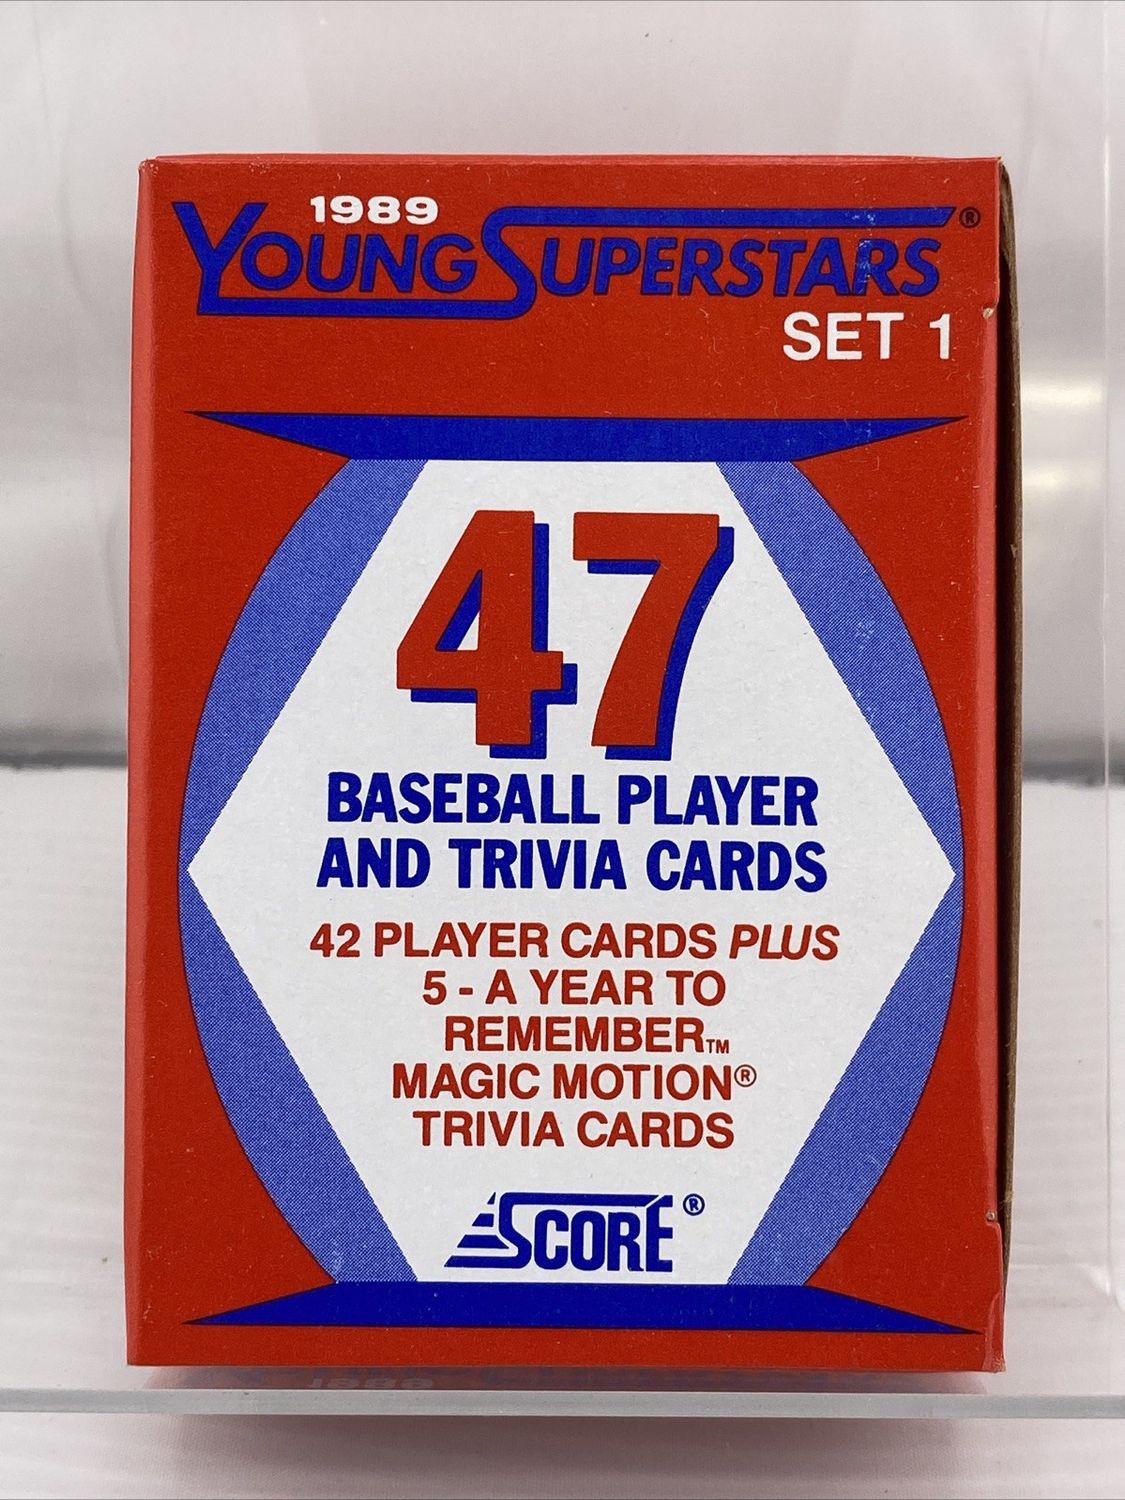 1989
YOUNG SUPERSTARS®
SET 1
47
BASEBALL PLAYER
AND TRIVIA CARDS
42 PLAYER CARDS PLUS
5 - A YEAR TO
REMEMBER™
MAGIC MOTION®
TRIVIA CARDS
SCORE®